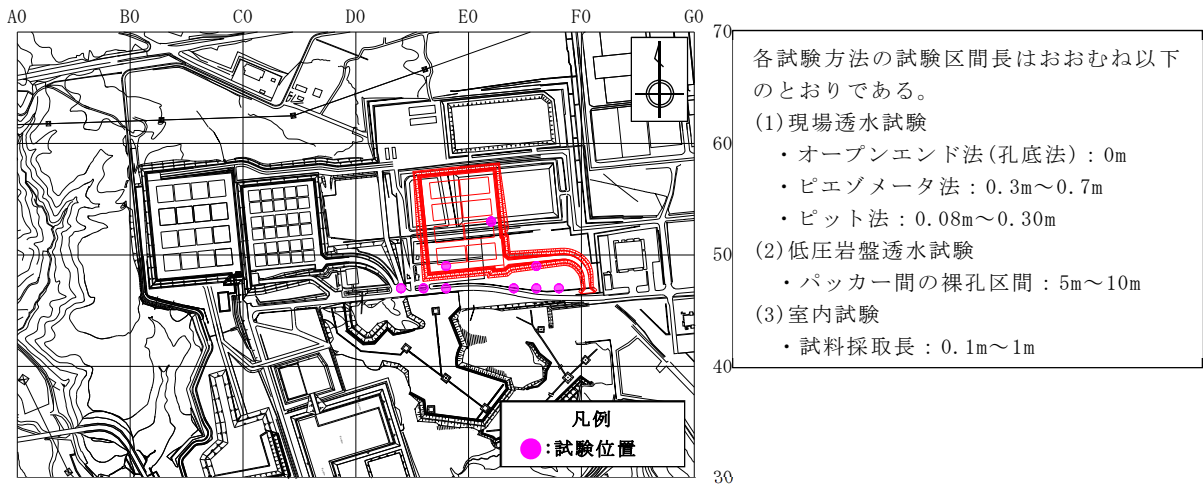 A0 B0 C0 D0 E0 F0 G0
70
60
50
40
30
凡例
:試験位置
各試験方法の試験区間長はおおむね以下
のとおりである。
(1)現場透水試験
・オープンエンド法(孔底法)：0m
・ピエゾメータ法：0.3m～0.7m
・ピット法：0.08m～0.30m
(2)低圧岩盤透水試験
・パッカー間の裸孔区間：5m～10m
(3)室内試験
・試料採取長：0.1m～1m